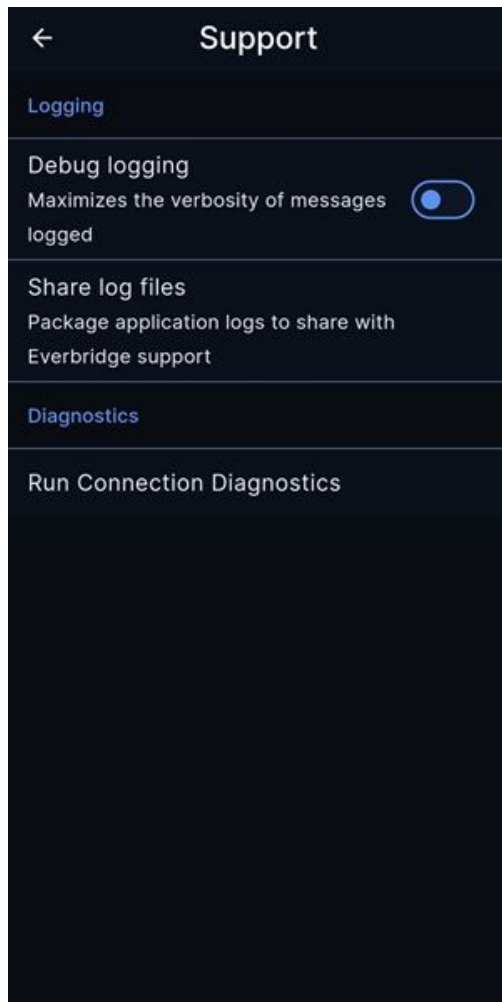 Support
Logging
Debug logging
Maximizes the verbosity of messages
logged
Share log files
Package application logs to share with
Everbridge support
Diagnostics
Run Connection Diagnostics